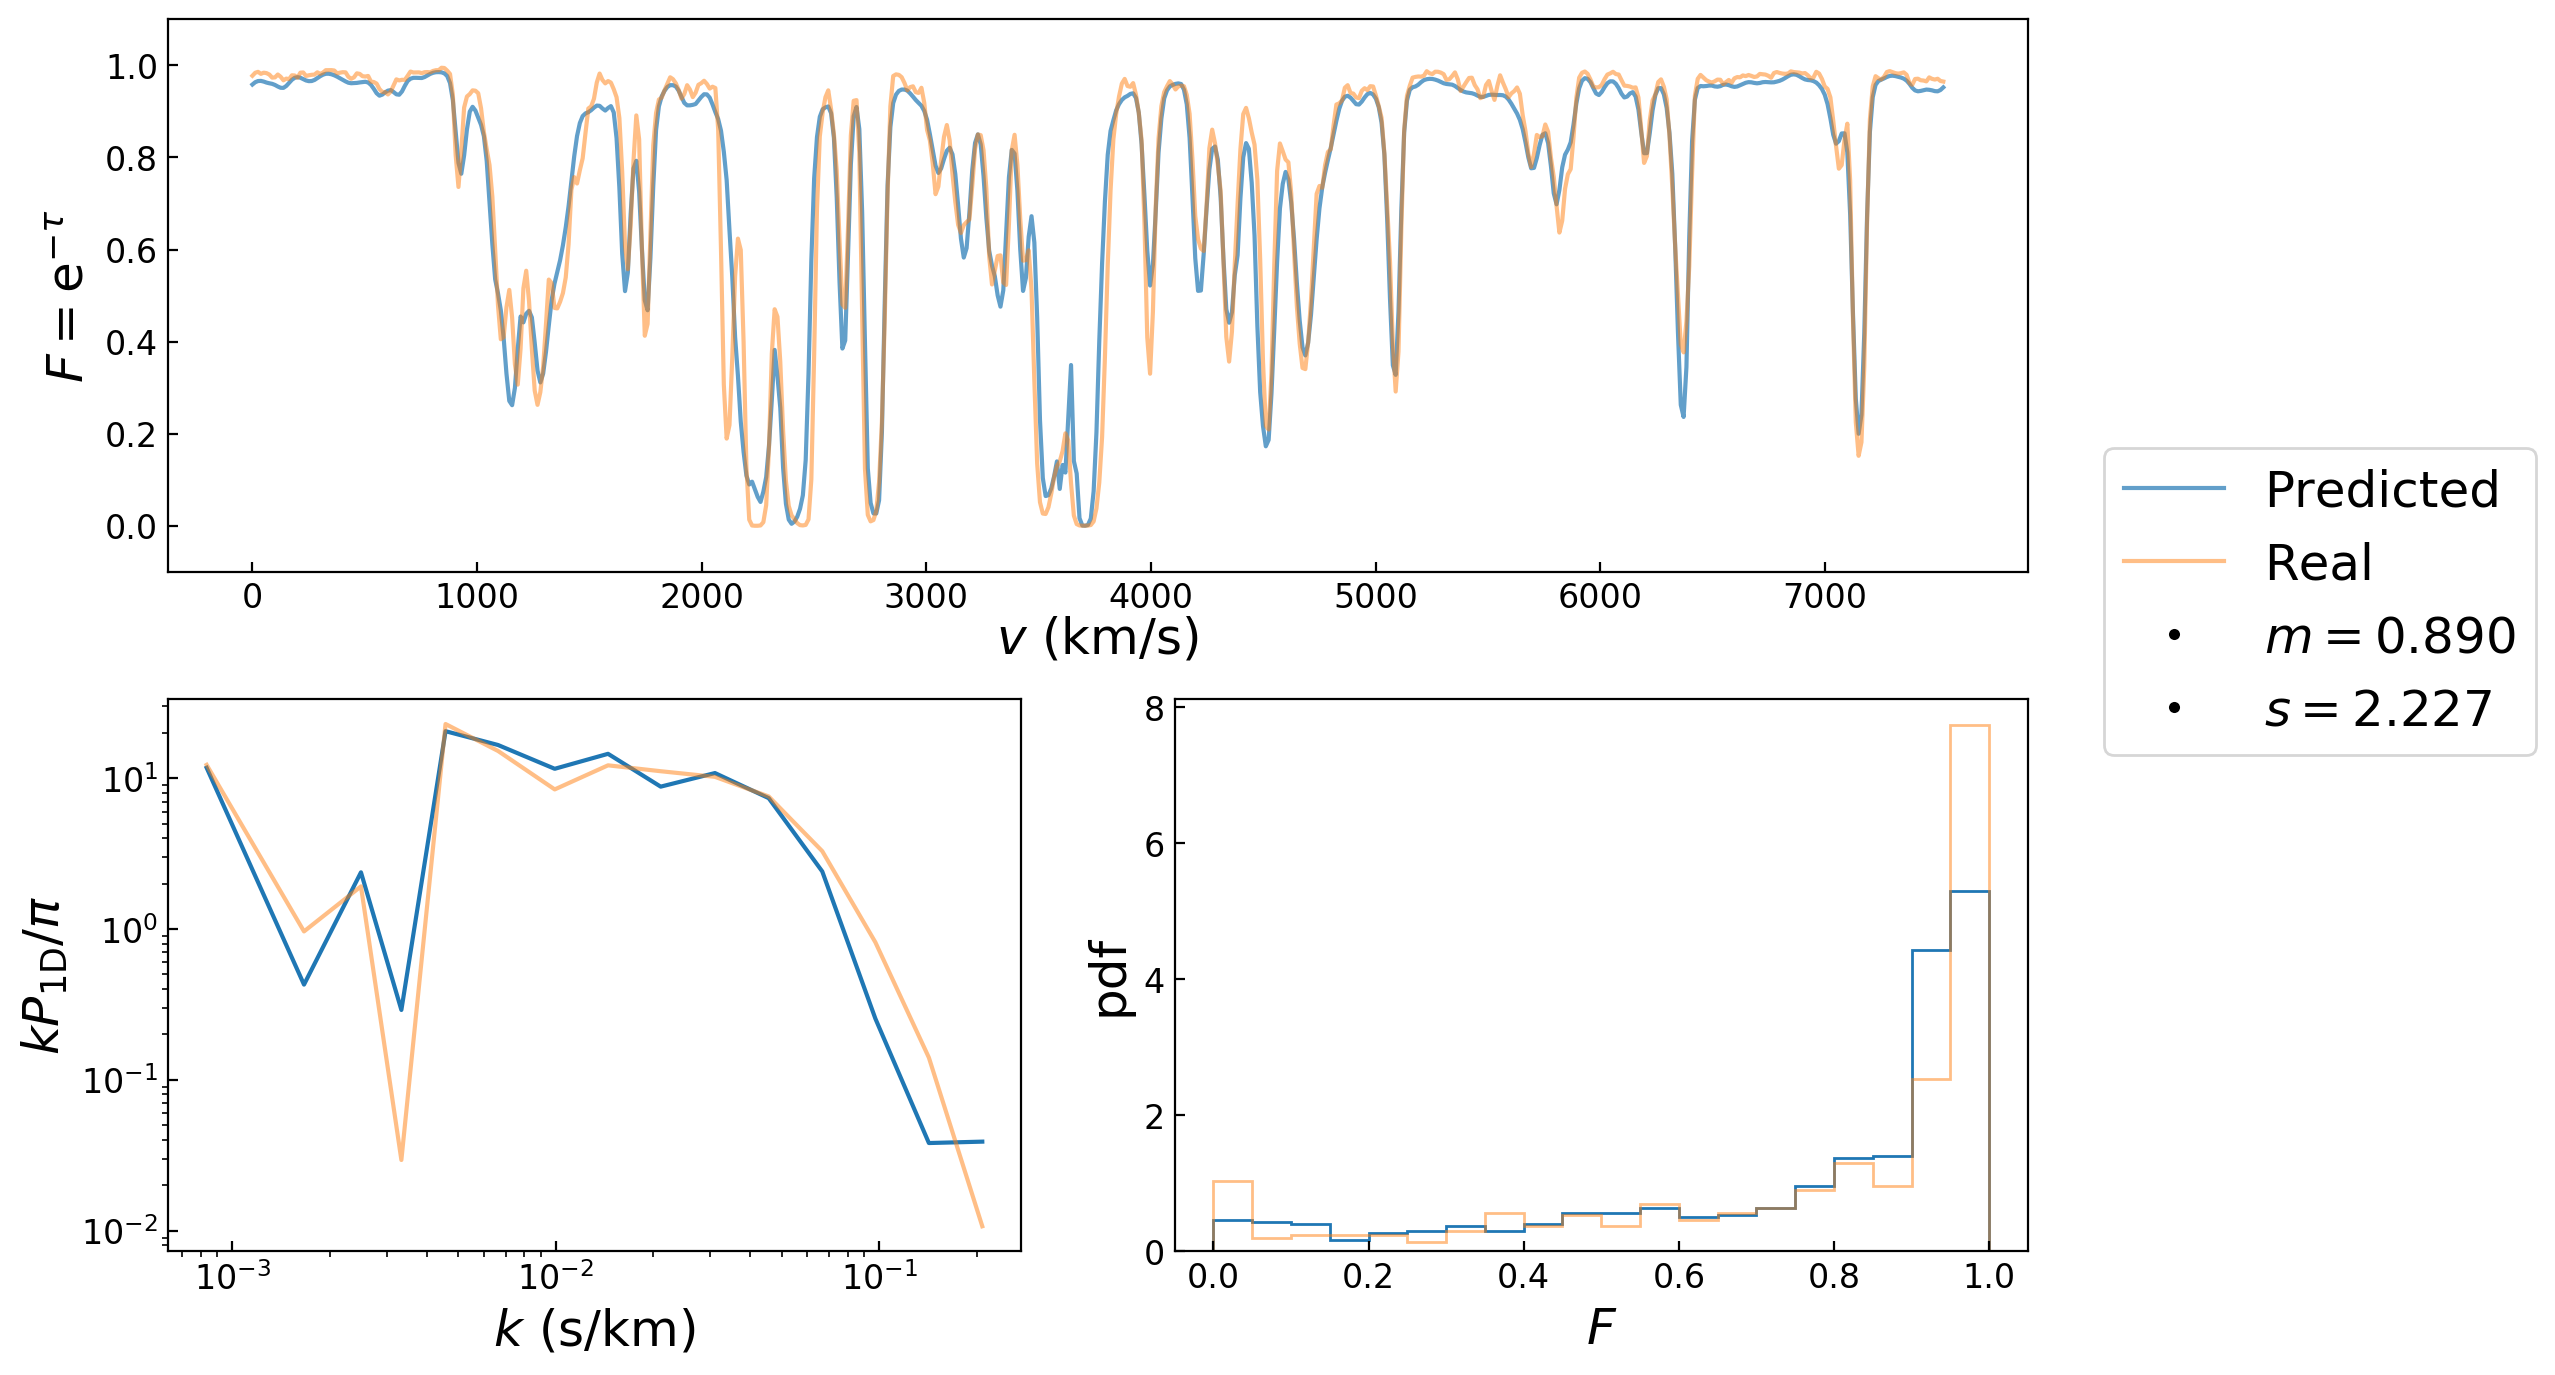 F = e^{-τ}
1.0
0.8
0.6
0.4
0.2
0.0
0 1000 2000 3000 4000 5000 6000 7000
v (km/s)
Predicted
Real
m = 0.890
s = 2.227
kP_{1D}/π
10^1
10^0
10^{-1}
10^{-2}
10^{-3} 10^{-2} 10^{-1}
k (s/km)
pdf
8
6
4
2
0
0.0 0.2 0.4 0.6 0.8 1.0
F